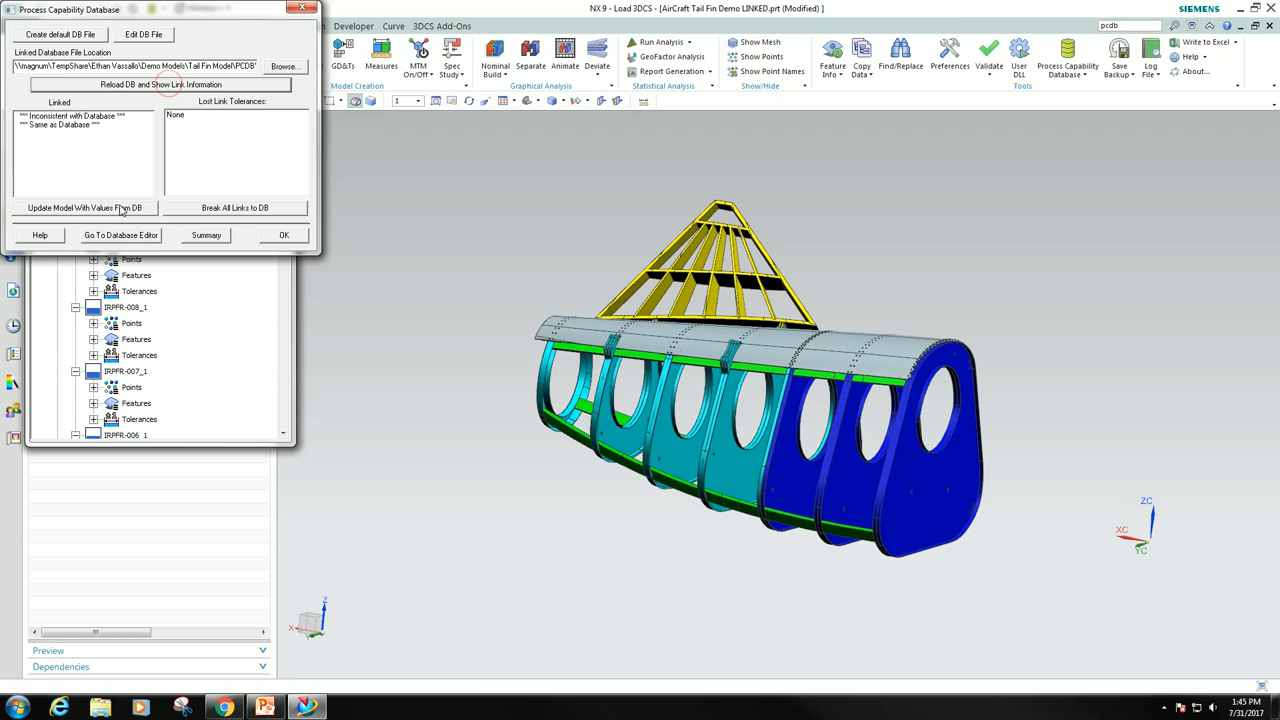 Process Capability Database
NX 9 - Load 3DCS - [AirCraft Tail Fin Demo LINKED.prt (Modified) ]
SIEMENS
Developer Curve 3DCS Add-Ons
pcdb
GD&Ts Measures MTM On/Off Model Creation
Nominal Build Separate Animate Deviate
Run Analysis
GeoFactor Analysis
Report Generation
Graphical Analysis
Show Mesh
Show Points
Show Point Names
Show/Hide
Feature Info Copy Data Find/Replace Preferences Validate User DLL Process Capability Database Save Backup Log File
Write to Excel
Help
About...
Tools
1
Create default DB File Edit DB File
Linked Database File Location
\\magnum\TempShare\Ethan Vassallo\Demo Models\Tail Fin Model\PCDB" Browse...
Reload DB and Show Link Information
Linked Lost Link Tolerances:
*** Inconsistent with Database ***
*** Same as Database ***
None
Update Model With Values From DB Break All Links to DB
Help Go To Database Editor Summary OK
Points
Features
Tolerances
IRPFR-008_1
Points
Features
Tolerances
IRPFR-007_1
Points
Features
Tolerances
IRPFR-006_1
Preview
Dependencies
ZC
XC
YC
Z
X
1:45 PM
7/31/2017